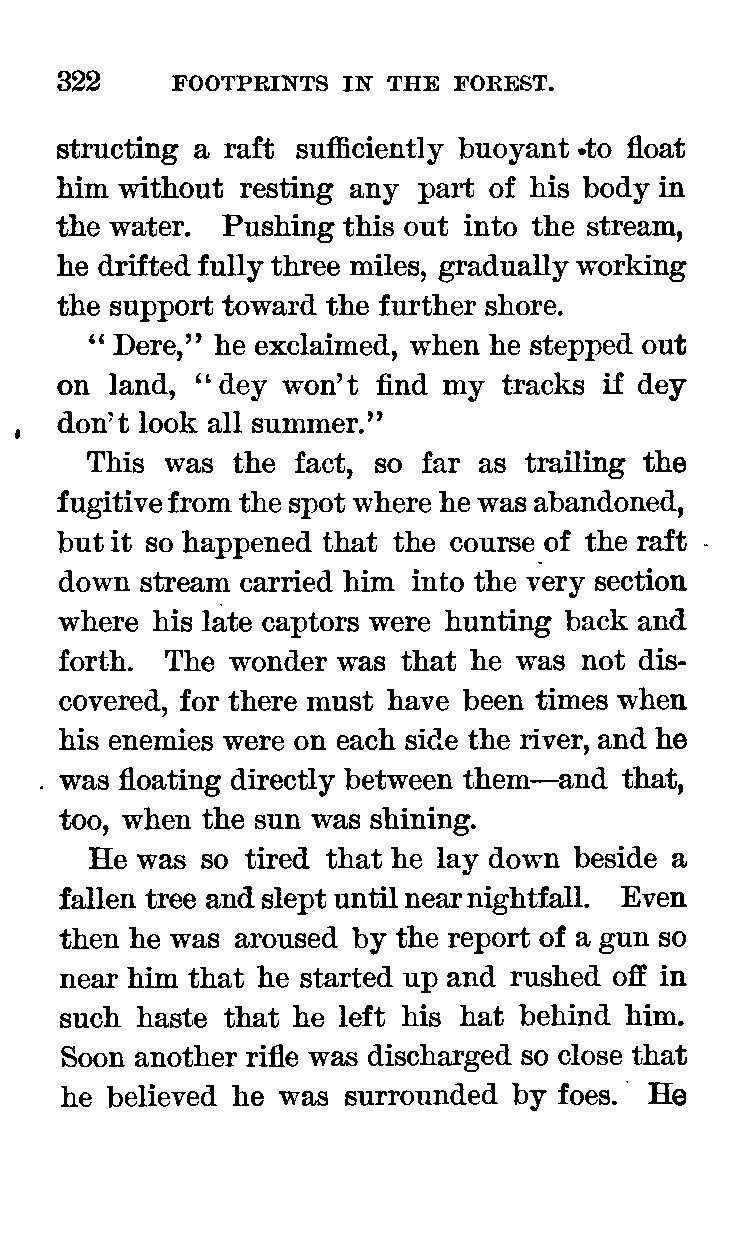 322 FOOTPRINTS IN THE FOREST.
structing a raft sufficiently buoyant to float
him without resting any part of his body in
the water. Pushing this out into the stream,
he drifted fully three miles, gradually working
the support toward the further shore.
“ Dere,” he exclaimed, when he stepped out
on land, “ dey won’t find my tracks if dey
don’t look all summer.”
This was the fact, so far as trailing the
fugitive from the spot where he was abandoned,
but it so happened that the course of the raft
down stream carried him into the very section
where his late captors were hunting back and
forth. The wonder was that he was not dis-
covered, for there must have been times when
his enemies were on each side the river, and he
was floating directly between them—and that,
too, when the sun was shining.
He was so tired that he lay down beside a
fallen tree and slept until near nightfall. Even
then he was aroused by the report of a gun so
near him that he started up and rushed off in
such haste that he left his hat behind him.
Soon another rifle was discharged so close that
he believed he was surrounded by foes. He